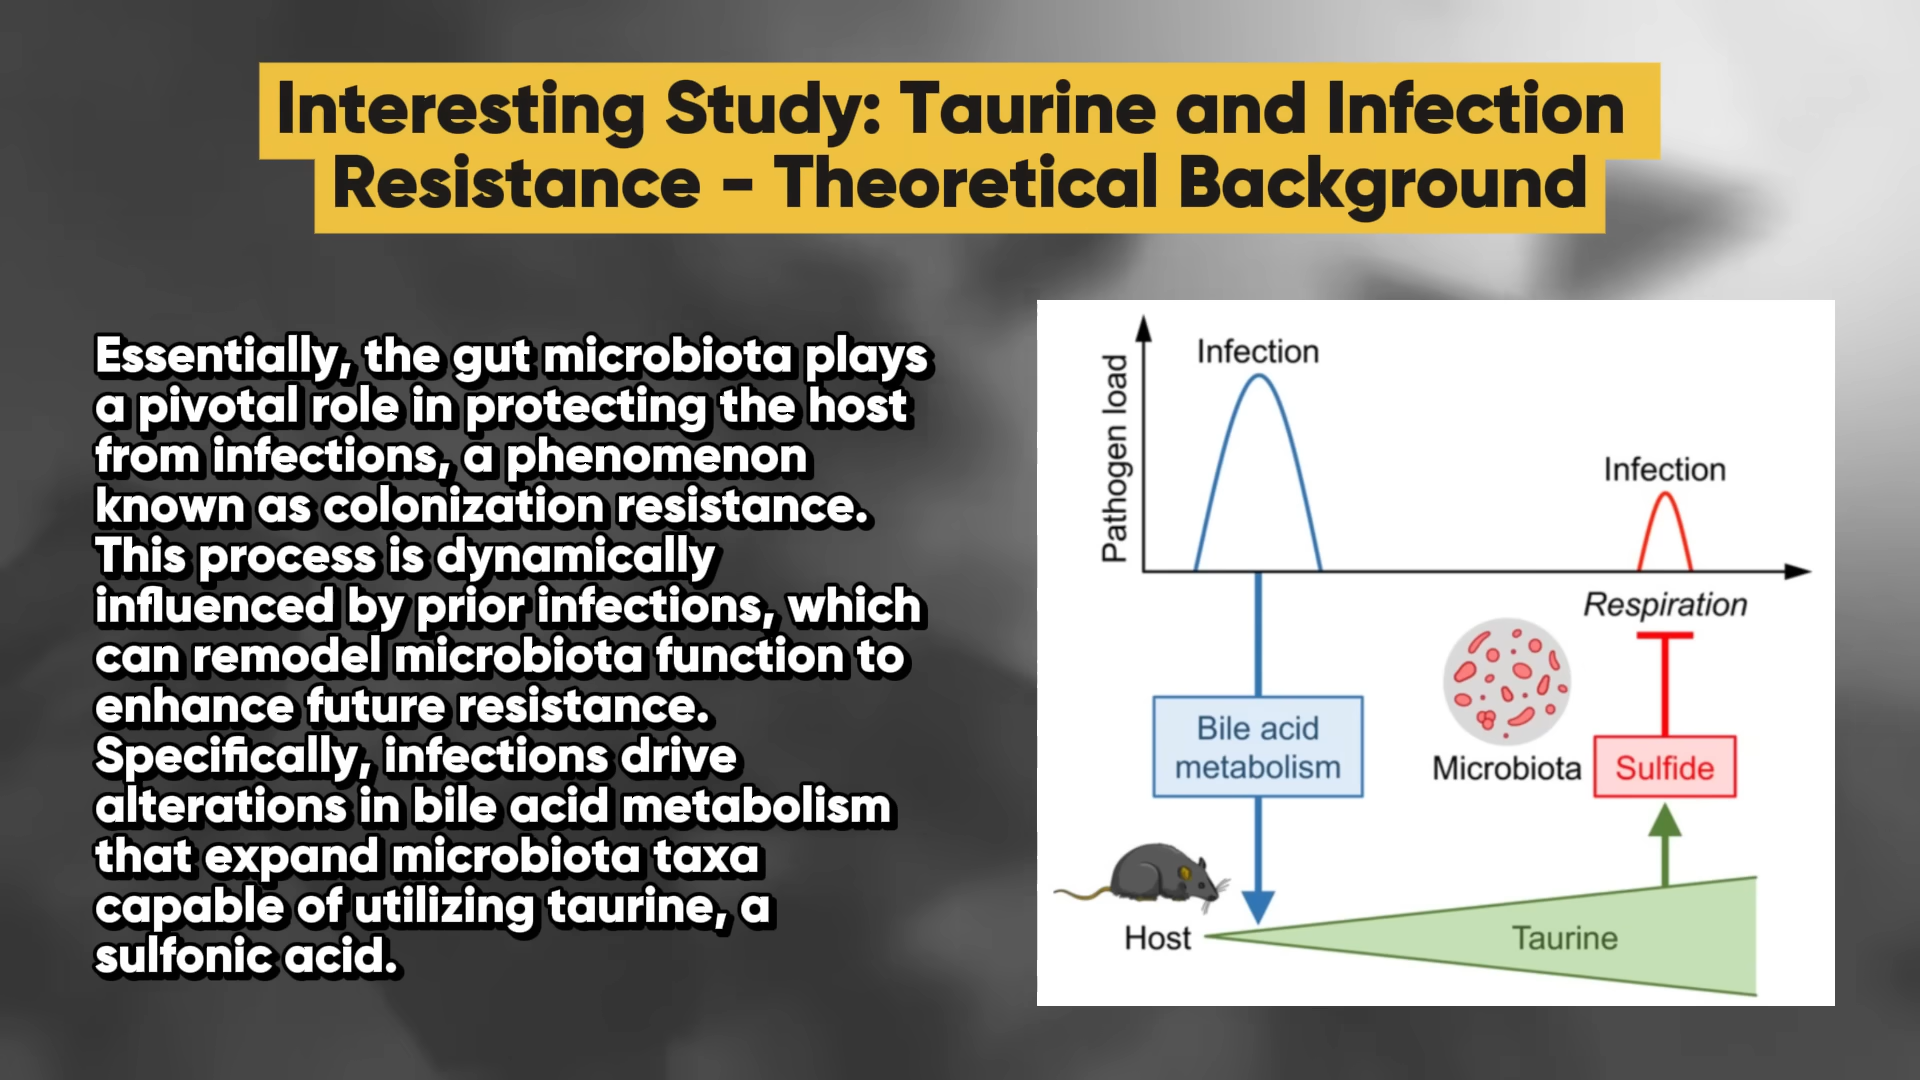 Interesting Study: Taurine and Infection
Resistance - Theoretical Background
Essentially, the gut microbiota plays
a pivotal role in protecting the host
from infections, a phenomenon
known as colonization resistance.
This process is dynamically
influenced by prior infections, which
can remodel microbiota function to
enhance future resistance.
Specifically, infections drive
alterations in bile acid metabolism
that expand microbiota taxa
capable of utilizing taurine, a
sulfonic acid.
Pathogen load
Infection
Infection
Respiration
Bile acid
metabolism
Microbiota
Sulfide
Host
Taurine